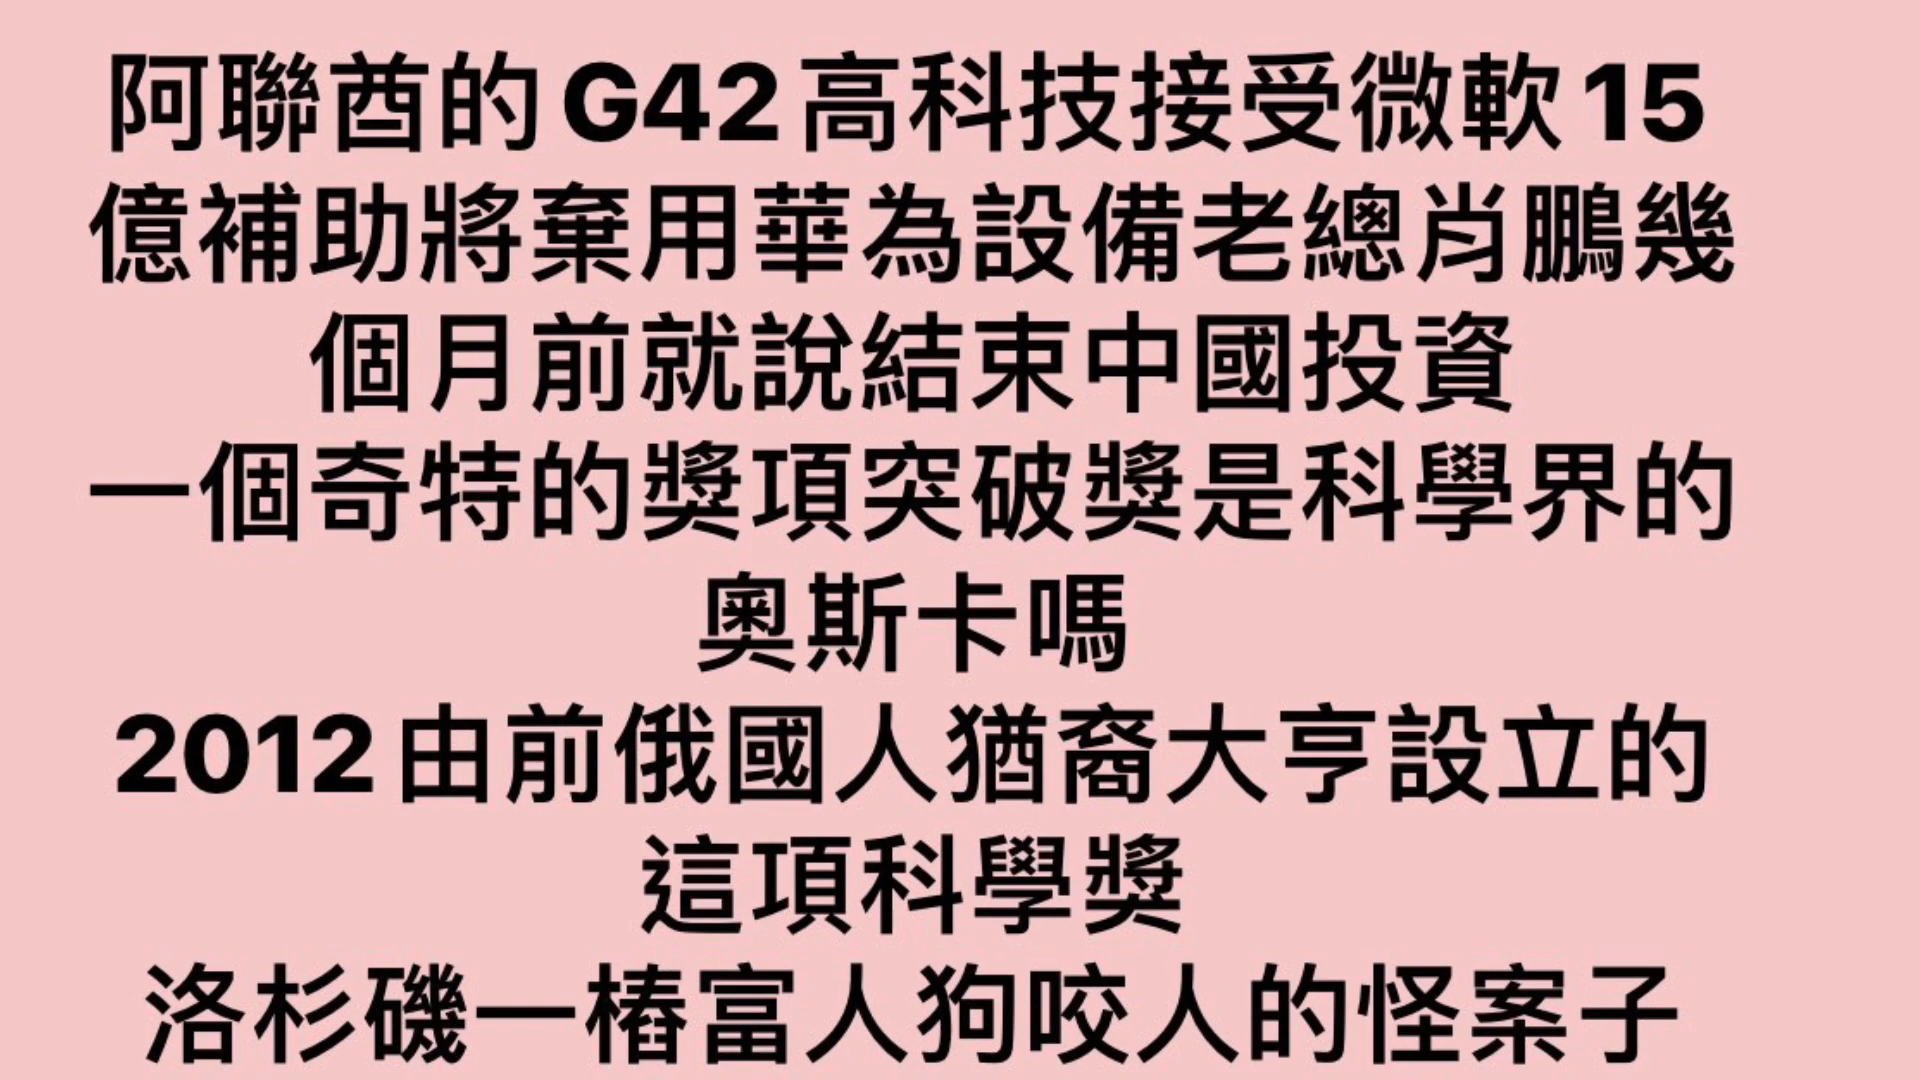 阿聯酋的G42高科技接受微軟15
億補助將棄用華為設備老總肖鵬幾
個月前就說結束中國投資
一個奇特的獎項突破獎是科學界的
奧斯卡嗎
2012由前俄國人猶裔大亨設立的
這項科學獎
洛杉磯一樁富人狗咬人的怪案子